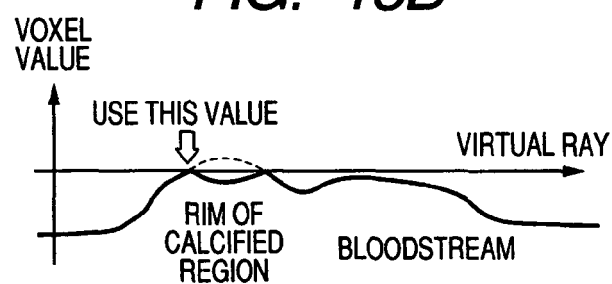 VOXEL
VALUE
USE THIS VALUE
VIRTUAL RAY
RIM OF
CALCIFIED
REGION
BLOODSTREAM